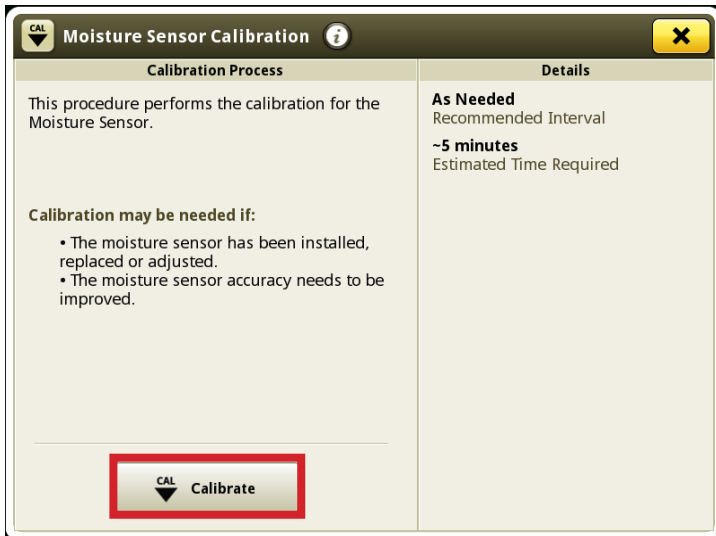 CAL
Moisture Sensor Calibration
i
Calibration Process
Details
This procedure performs the calibration for the
Moisture Sensor.
Calibration may be needed if:
• The moisture sensor has been installed,
replaced or adjusted.
• The moisture sensor accuracy needs to be
improved.
As Needed
Recommended Interval
~5 minutes
Estimated Time Required
CAL
Calibrate